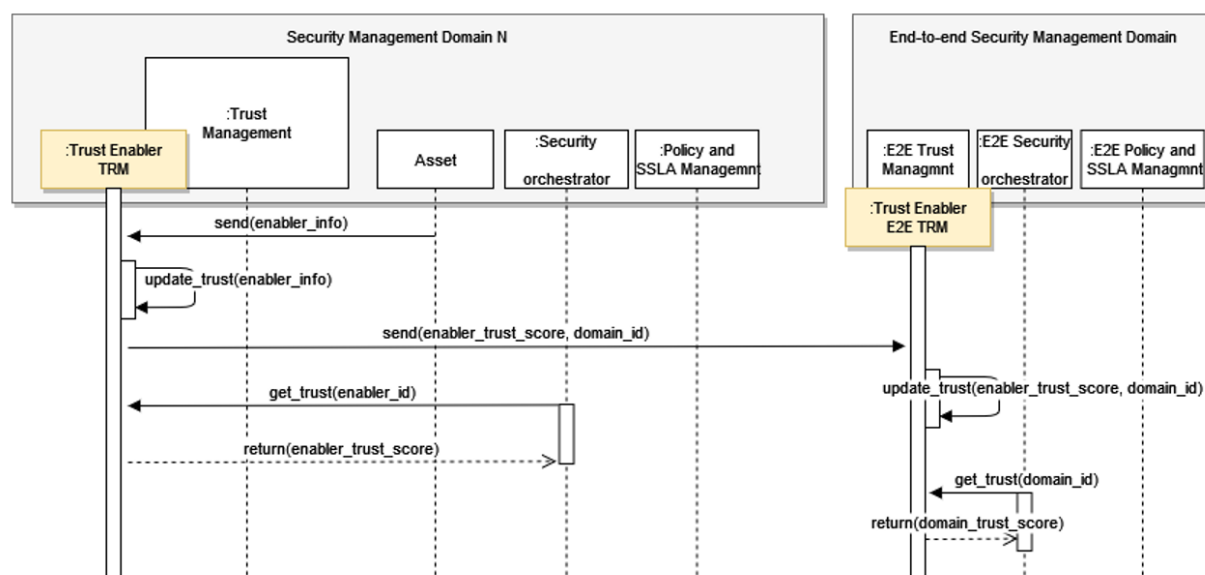 Security Management Domain N
End-to-end Security Management Domain
:Trust
Management
:Trust Enabler
TRM
Asset
:Security
orchestrator
:Policy and
SSLA Managemnt
:E2E Trust
Managmnt
:E2E Security
orchestrator
:E2E Policy and
SSLA Managmnt
:Trust Enabler
E2E TRM
send(enabler_info)
update_trust(enabler_info)
send(enabler_trust_score, domain_id)
update_trust(enabler_trust_score, domain_id)
get_trust(enabler_id)
return(enabler_trust_score)
get_trust(domain_id)
return(domain_trust_score)